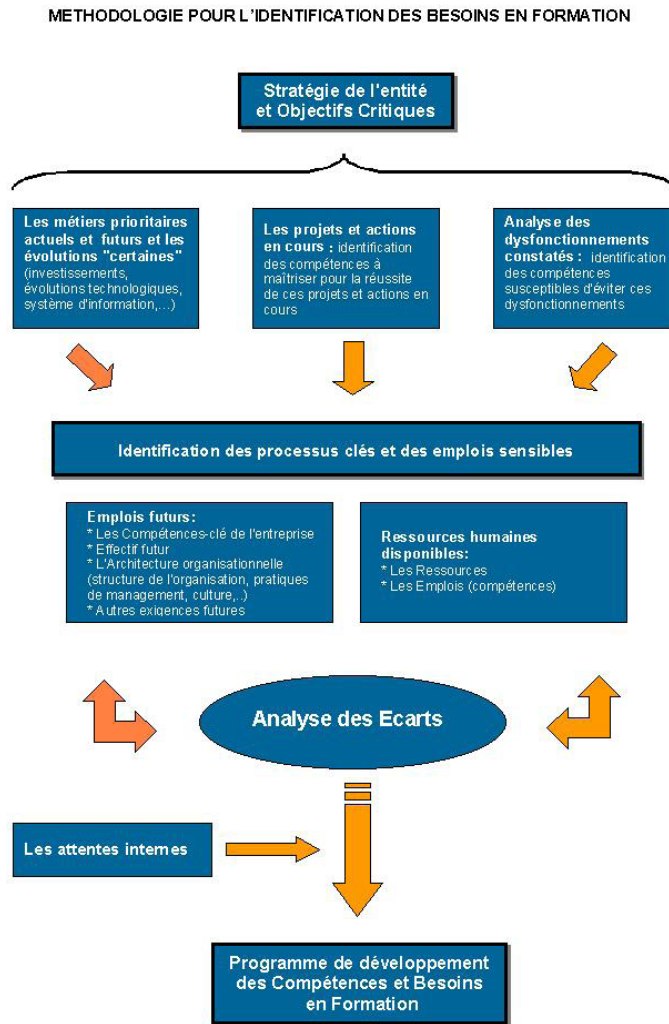 METHODOLOGIE POUR L'IDENTIFICATION DES BESOINS EN FORMATION
Stratégie de l'entité
et Objectifs Critiques
Les métiers prioritaires
actuels et futurs et les
évolutions "certaines"
(investissements,
évolutions technologiques,
système d'information,...)
Les projets et actions
en cours : identification
des compétences à
maîtriser pour la réussite
de ces projets et actions en
cours
Analyse des
dysfonctionnements
constatés : identification
des compétences
susceptibles d'éviter ces
dysfonctionnements
Identification des processus clés et des emplois sensibles
Emplois futurs:
* Les Compétences-clé de l'entreprise
* Effectif futur
* L'Architecture organisationnelle
(structure de l'organisation, pratiques
de management, culture,..)
* Autres exigences futures
Ressources humaines
disponibles:
* Les Ressources
* Les Emplois (compétences)
Analyse des Ecarts
Les attentes internes
Programme de développement
des Compétences et Besoins
en Formation